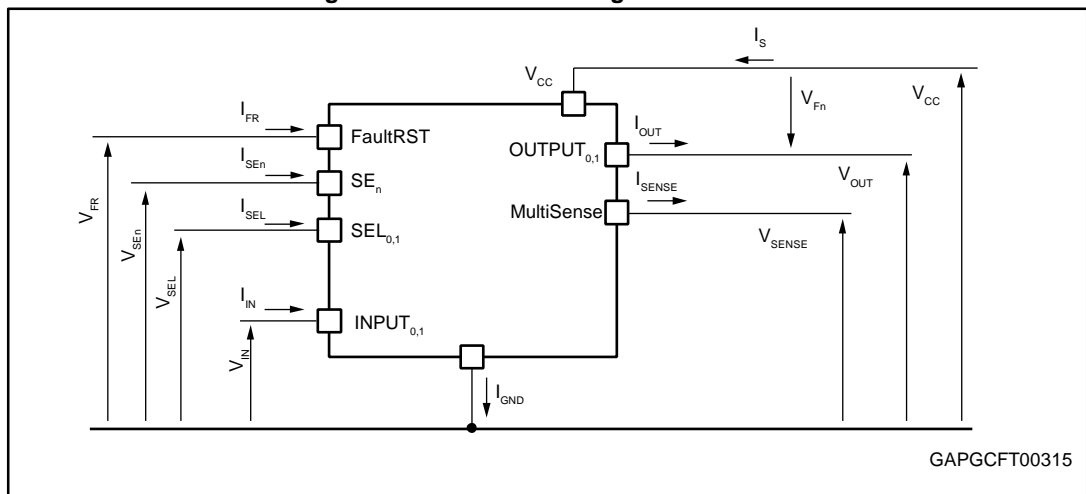 I_S
V_CC
V_Fn
V_CC
I_FR
FaultRST
I_OUT
OUTPUT_0,1
I_SEn
SE_n
V_OUT
I_SENSE
MultiSense
I_SEL
SEL_0,1
V_SENSE
V_FR
V_SEn
V_SEL
I_IN
INPUT_0,1
V_IN
I_GND
GAPGCFT00315